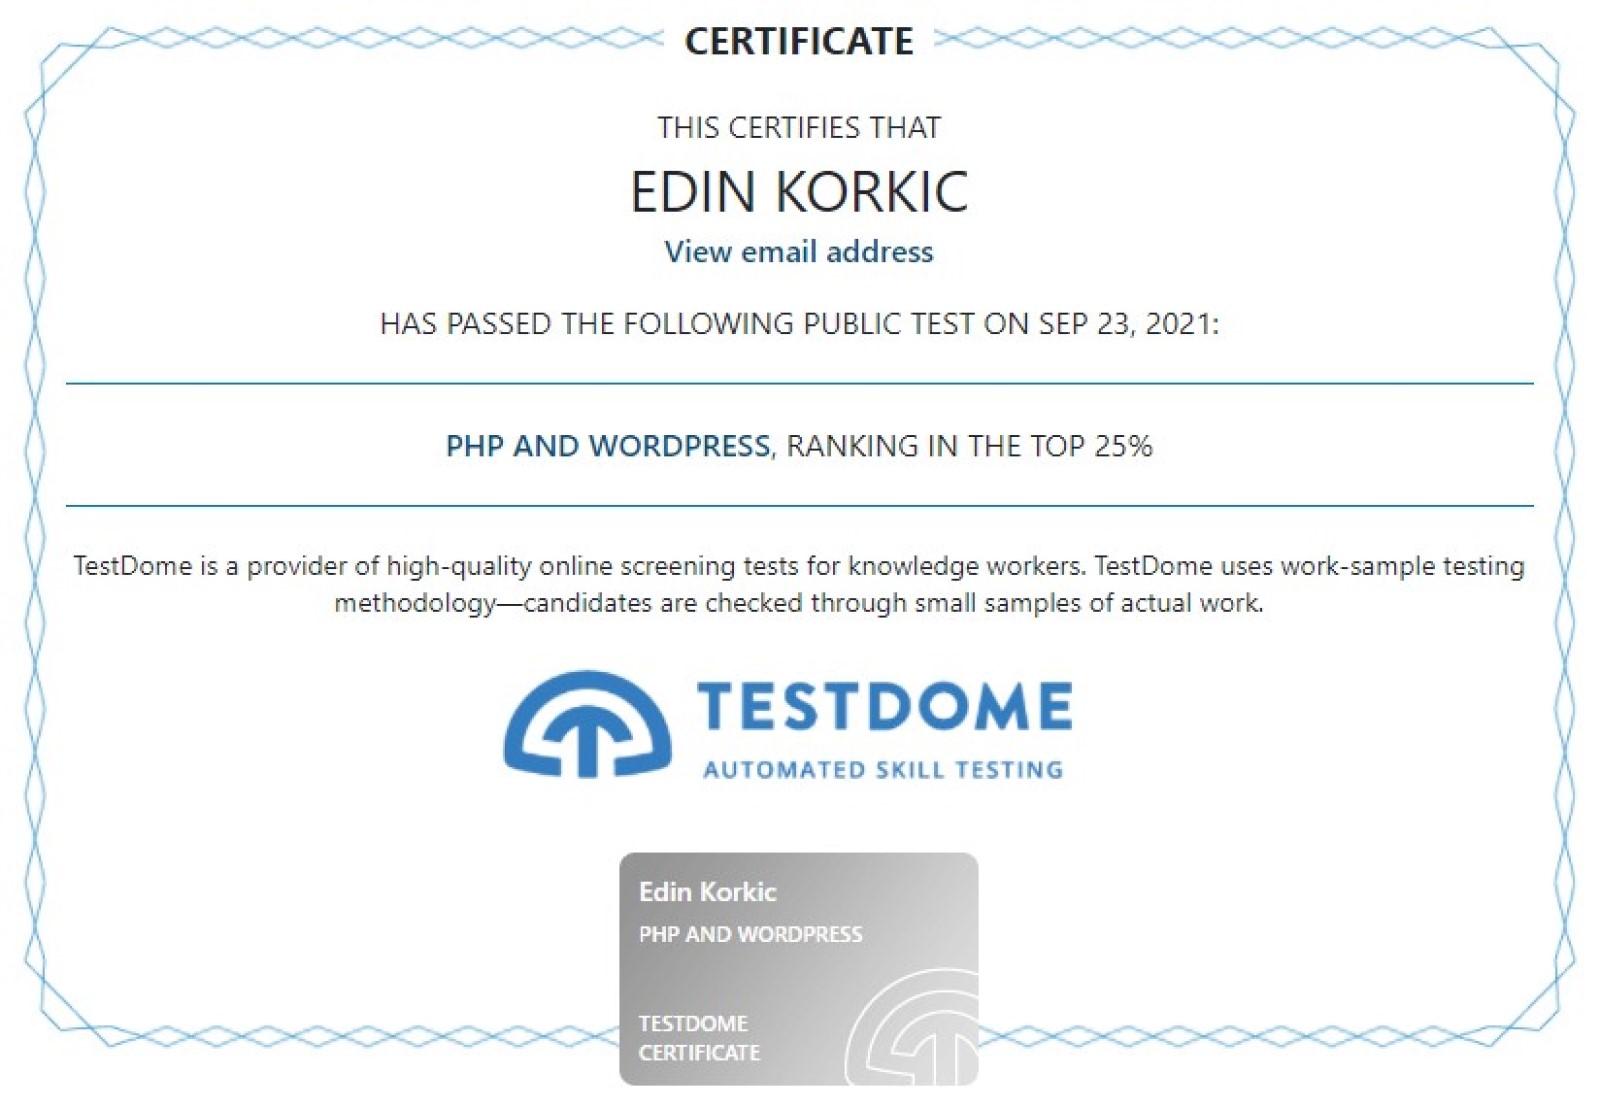 CERTIFICATE
THIS CERTIFIES THAT
EDIN KORKIC
View email address
HAS PASSED THE FOLLOWING PUBLIC TEST ON SEP 23, 2021:
PHP AND WORDPRESS, RANKING IN THE TOP 25%
TestDome is a provider of high-quality online screening tests for knowledge workers. TestDome uses work-sample testing
methodology—candidates are checked through small samples of actual work.
TESTDOME
AUTOMATED SKILL TESTING
Edin Korkic
PHP AND WORDPRESS
TESTDOME
CERTIFICATE